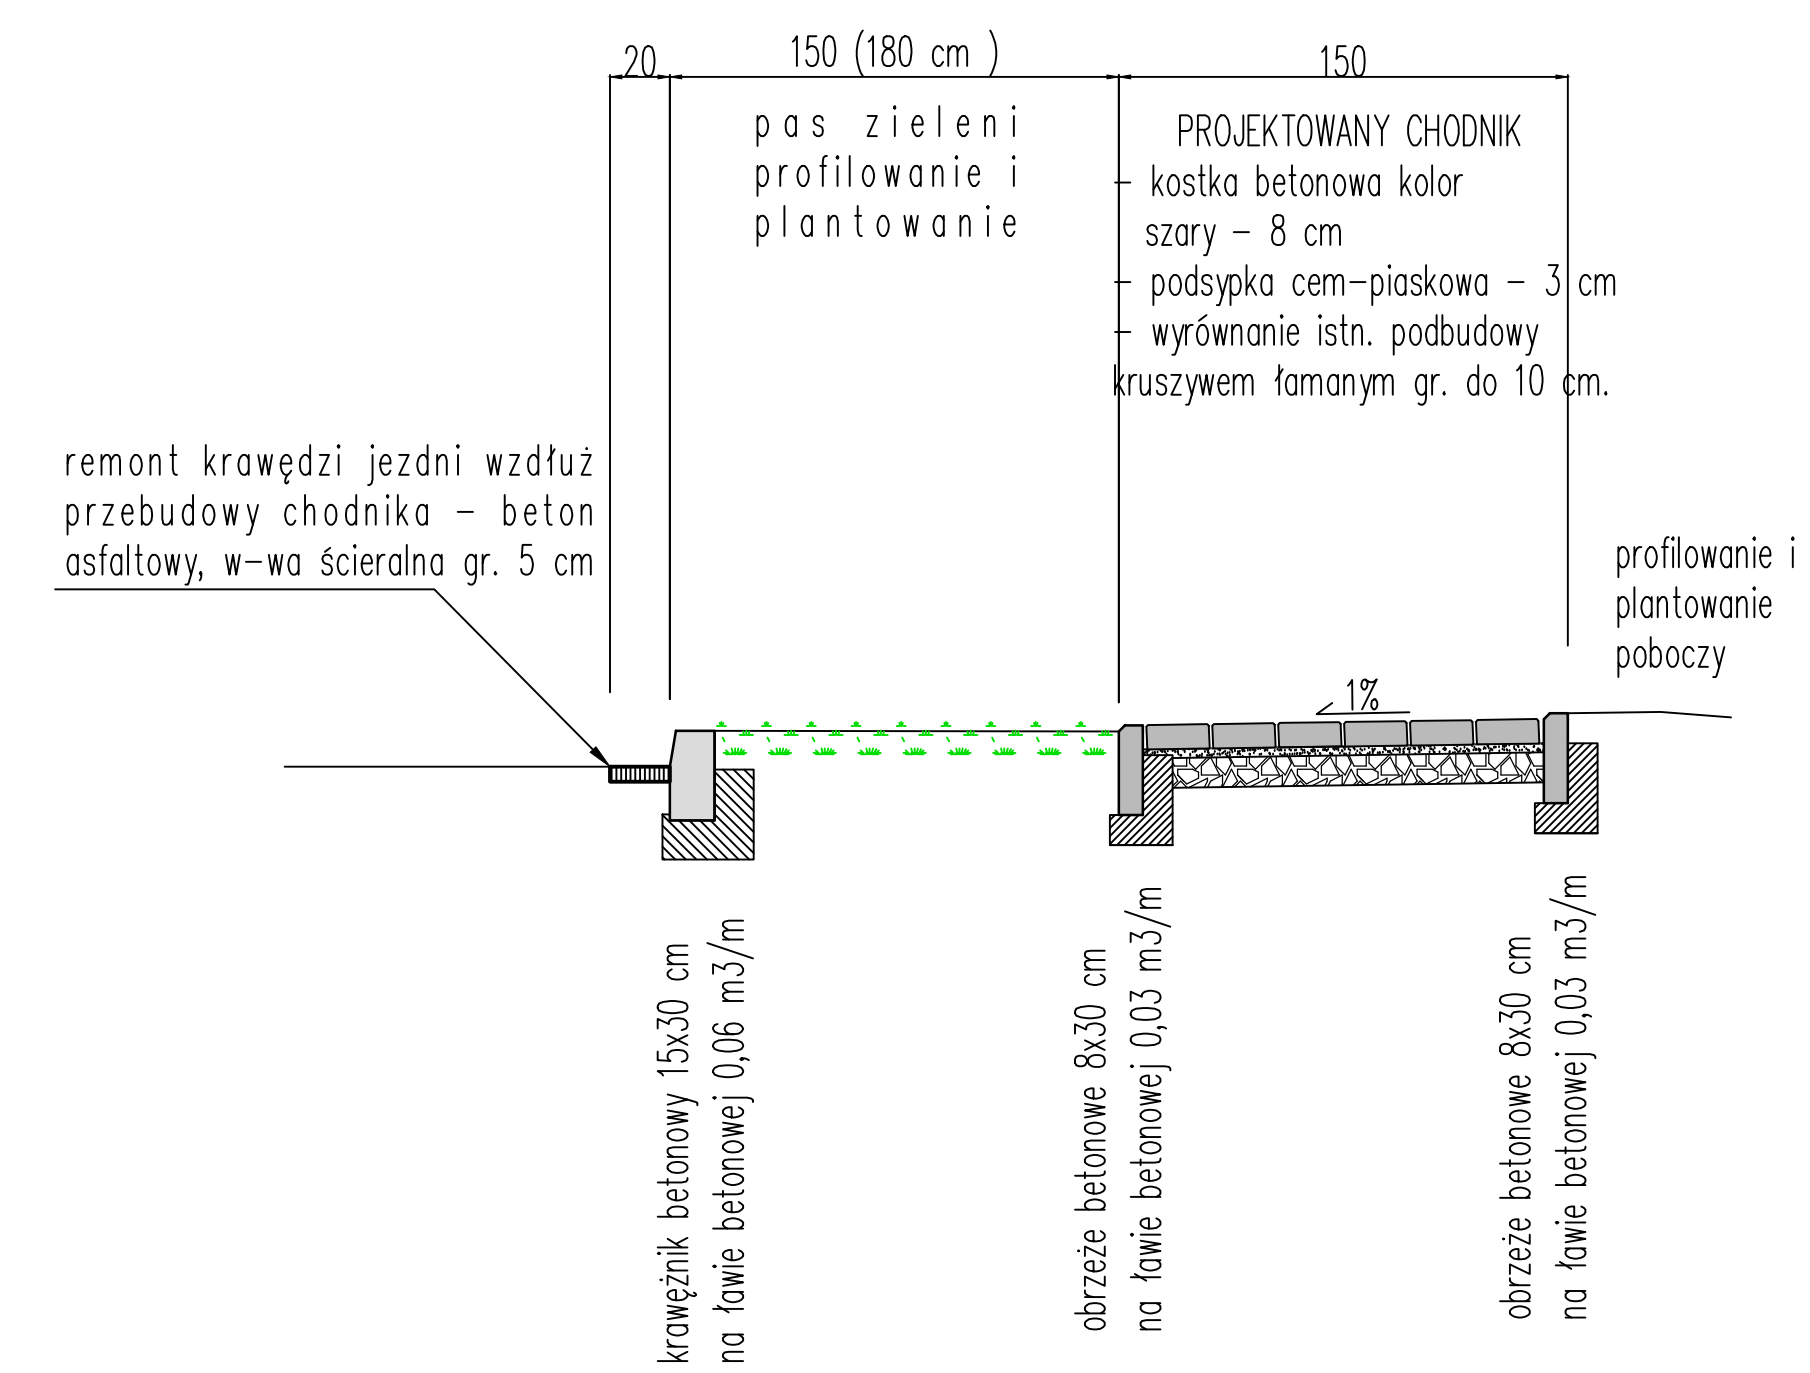 20
150 (180 cm )
150
pas zieleni
profilowanie i
plantowanie
PROJEKTOWANY CHODNIK
- kostka betonowa kolor
szary - 8 cm
- podsypka cem-piaskowa - 3 cm
- wyrównanie istn. podbudowy
kruszywem łamanym gr. do 10 cm.
remont krawędzi jezdni wzdłuż
przebudowy chodnika - beton
asfaltowy, w-wa ścieralna gr. 5 cm
profilowanie i
plantowanie
poboczy
1%
krawężnik betonowy 15x30 cm
na ławie betonowej 0,06 m3/m
obrzeże betonowe 8x30 cm
na ławie betonowej 0,03 m3/m
obrzeże betonowe 8x30 cm
na ławie betonowej 0,03 m3/m